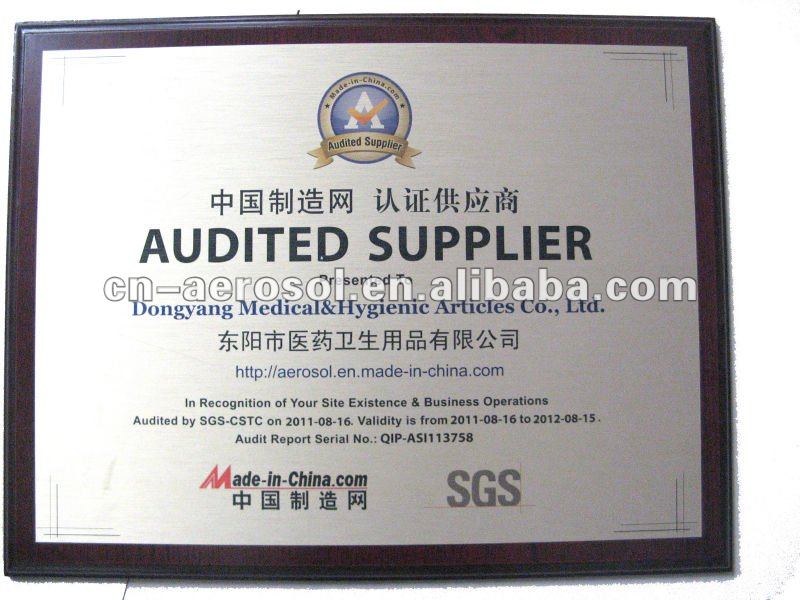 Made-in-China.com
A
Audited Supplier
中国制造网 认证供应商
AUDITED SUPPLIER
Presented To
cn-aerosol.en.alibaba.com
Dongyang Medical&Hygienic Articles Co., Ltd.
东阳市医药卫生用品有限公司
http://aerosol.en.made-in-china.com
In Recognition of Your Site Existence & Business Operations
Audited by SGS-CSTC on 2011-08-16. Validity is from 2011-08-16 to 2012-08-15.
Audit Report Serial No.: QIP-ASI113758
Made-in-China.com
中国制造网
SGS